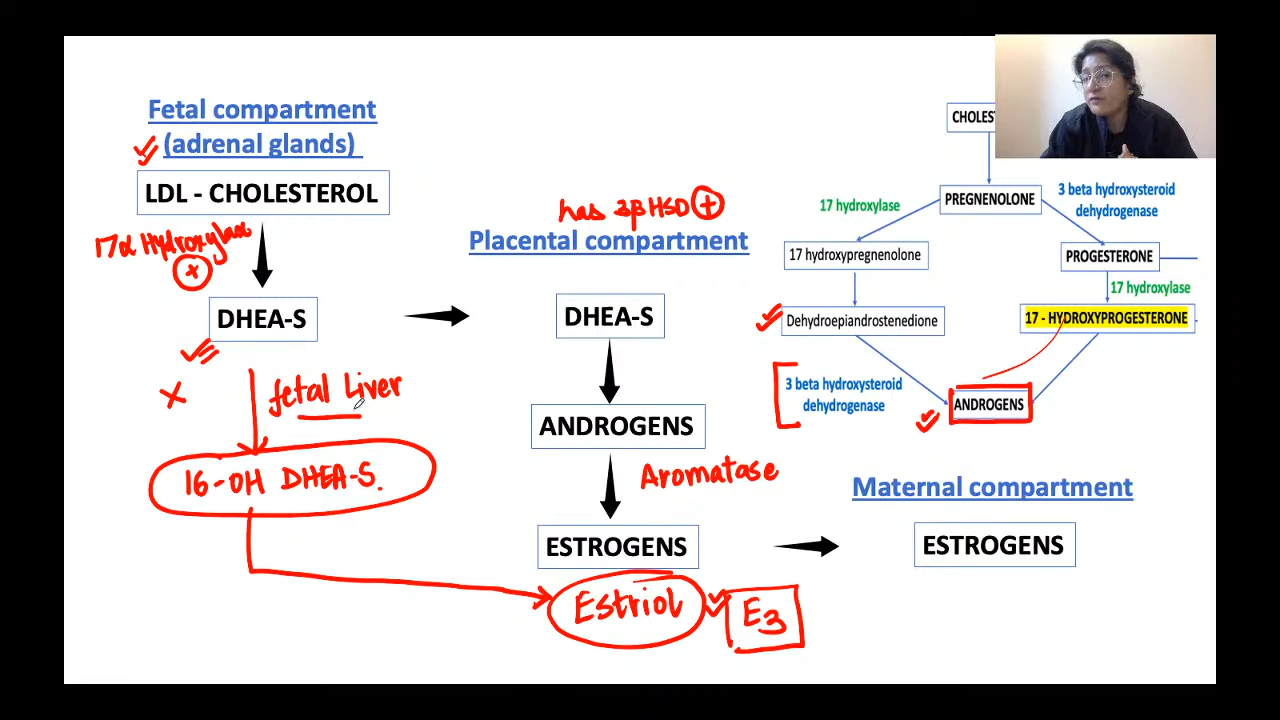 Fetal compartment
(adrenal glands)
LDL - CHOLESTEROL
17α Hydroxylase
+
DHEA-S
fetal Liver
16-OH DHEA-S.
has 3β HSD +
Placental compartment
DHEA-S
ANDROGENS
Aromatase
ESTROGENS
Estriol
E3
CHOLEST
PREGNENOLONE
17 hydroxylase
3 beta hydroxysteroid
dehydrogenase
17 hydroxypregnenolone
PROGESTERONE
17 hydroxylase
Dehydroepiandrostenedione
17 - HYDROXYPROGESTERONE
3 beta hydroxysteroid
dehydrogenase
ANDROGENS
Maternal compartment
ESTROGENS